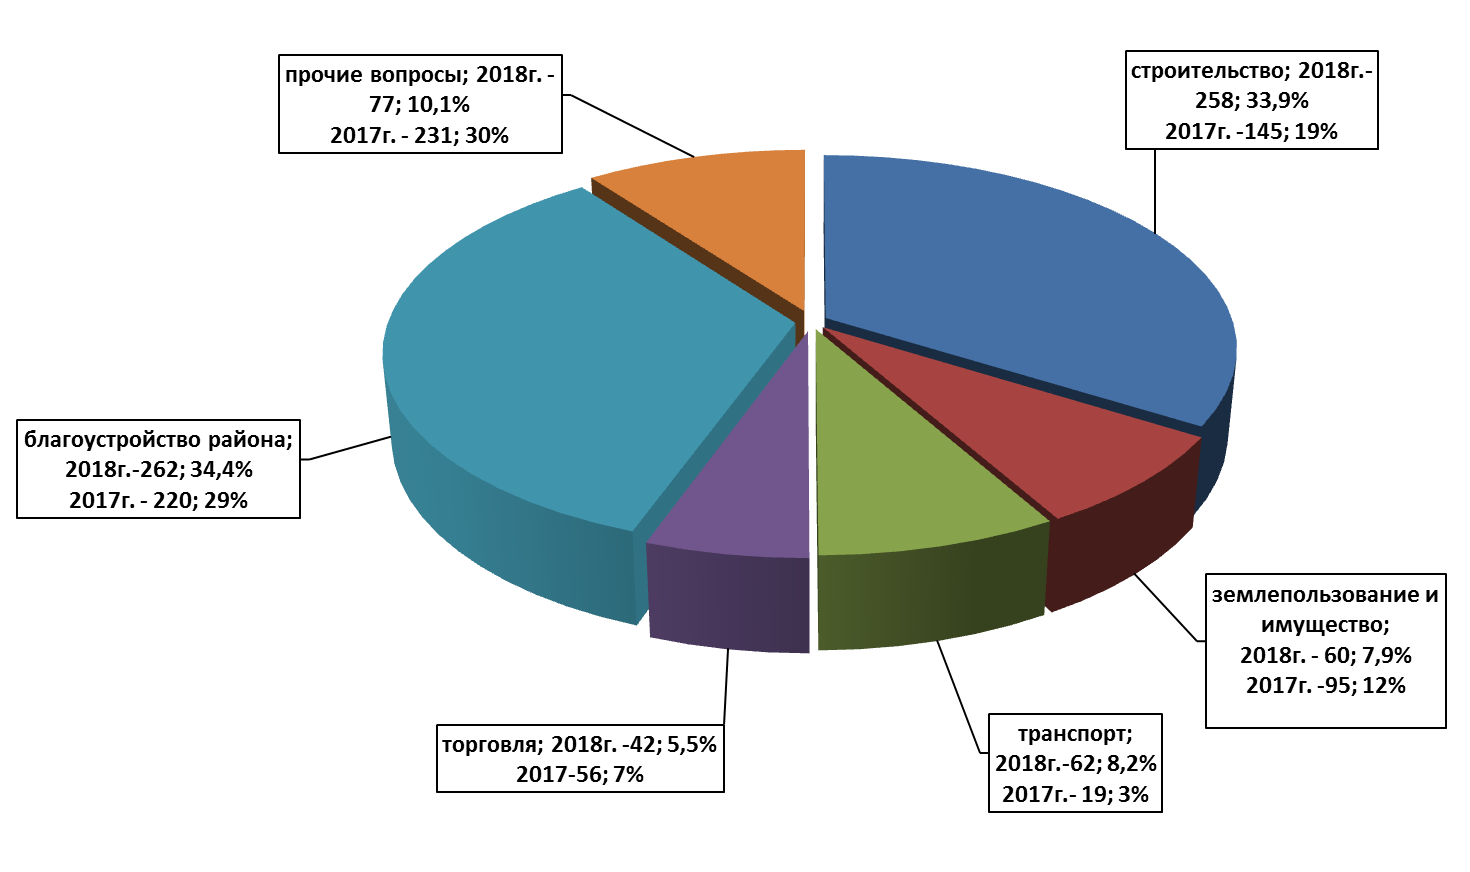 прочие вопросы; 2018г. -
77; 10,1%
2017г. - 231; 30%
строительство; 2018г.-
258; 33,9%
2017г. -145; 19%
благоустройство района;
2018г.-262; 34,4%
2017г. - 220; 29%
землепользование и
имущество;
2018г. - 60; 7,9%
2017г. -95; 12%
торговля; 2018г. -42; 5,5%
2017-56; 7%
транспорт;
2018г.-62; 8,2%
2017г.- 19; 3%